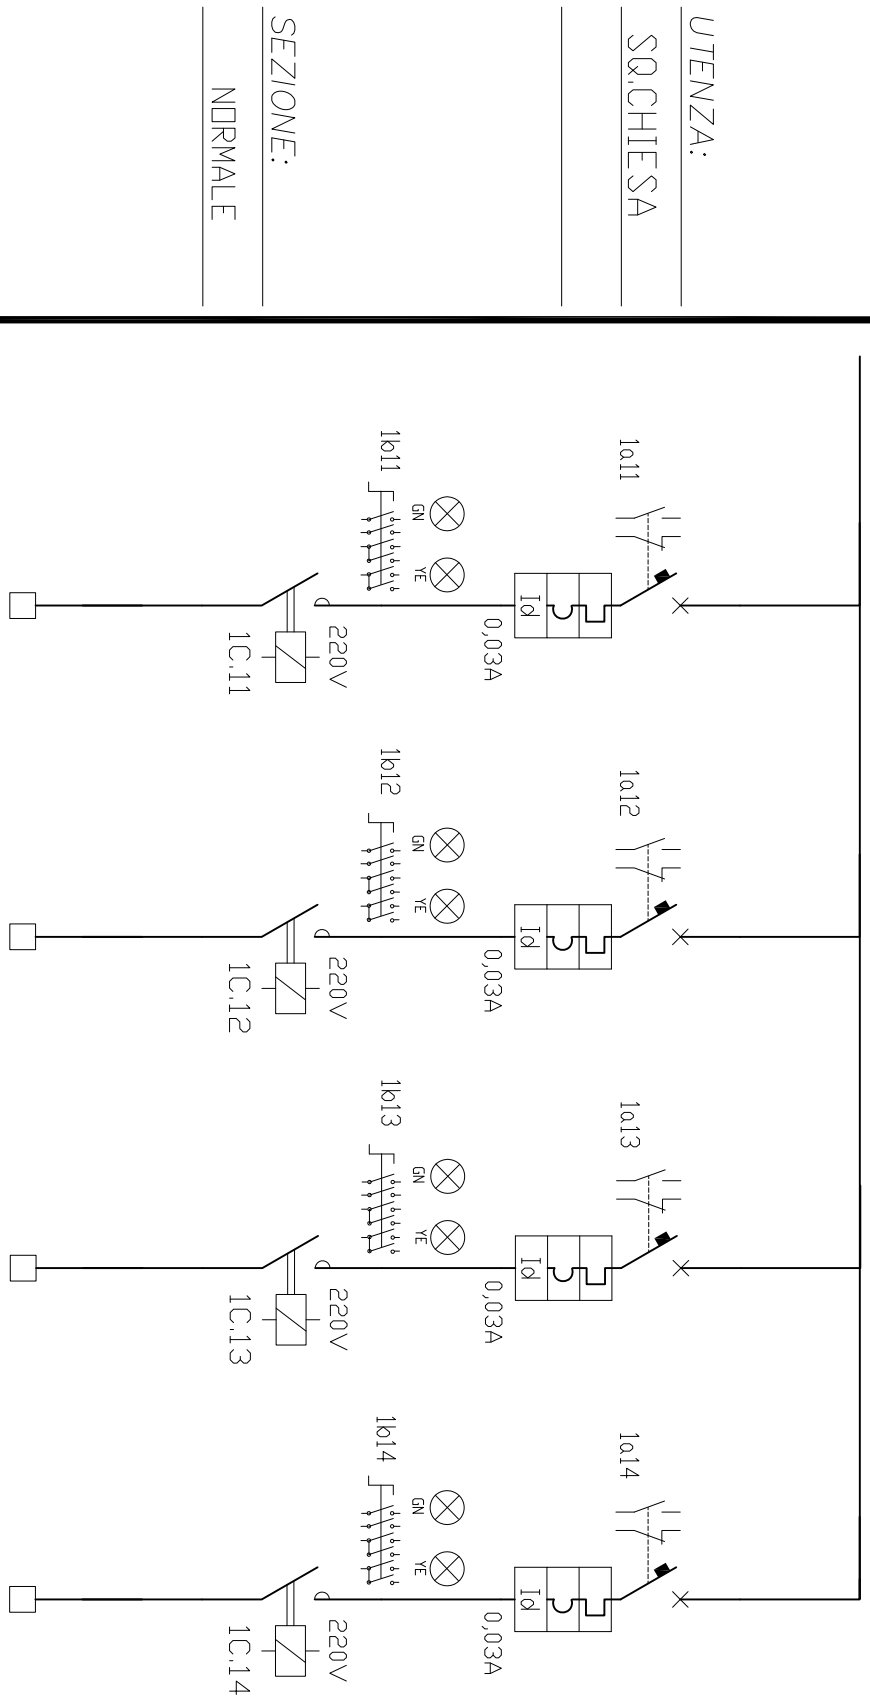 UTENZA:
SQ.CHIESA
SEZIONE:
NORMALE
1a11
1b11
GN
YE
Id
0,03A
220V
1C.11
1a12
1b12
GN
YE
Id
0,03A
220V
1C.12
1a13
1b13
GN
YE
Id
0,03A
220V
1C.13
1a14
1b14
GN
YE
Id
0,03A
220V
1C.14